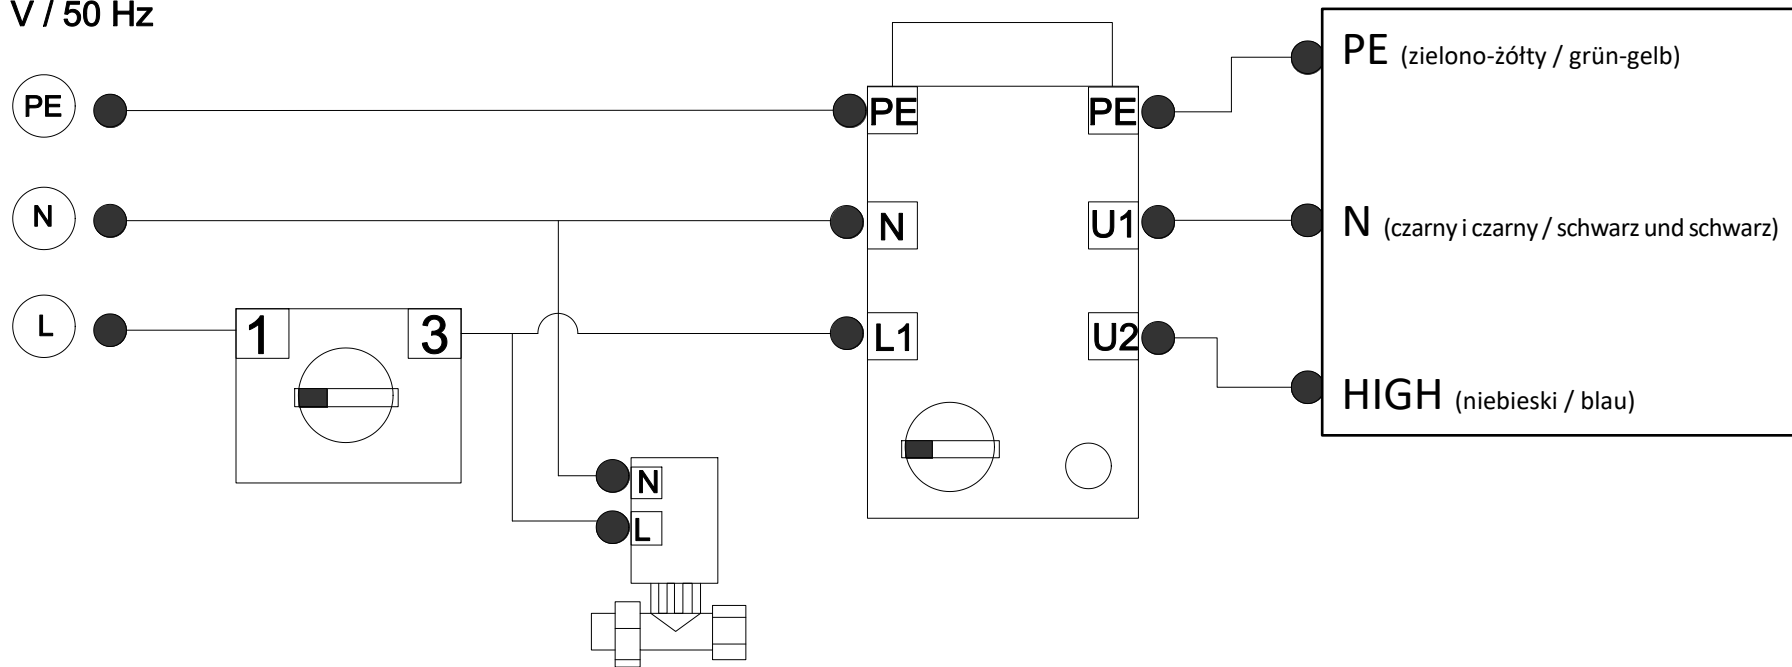 V / 50 Hz
PE
PE
PE
PE (zielono-żółty / grün-gelb)
N
N
U1
N (czarny i czarny / schwarz und schwarz)
L
1
3
L1
U2
HIGH (niebieski / blau)
N
L